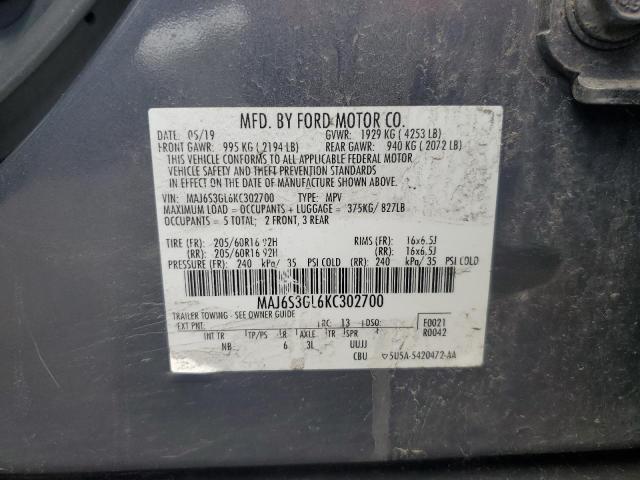 MFD. BY FORD MOTOR CO.
DATE: 05/19 GVWR: 1929 KG ( 4253 LB)
FRONT GAWR: 995 KG ( 2194 LB) REAR GAWR: 940 KG ( 2072 LB)
THIS VEHICLE CONFORMS TO ALL APPLICABLE FEDERAL MOTOR
VEHICLE SAFETY AND THEFT PREVENTION STANDARDS
IN EFFECT ON THE DATE OF MANUFACTURE SHOWN ABOVE.
VIN: MAJ6S3GL6KC302700 TYPE: MPV
MAXIMUM LOAD = OCCUPANTS + LUGGAGE = 375KG/ 827LB
OCCUPANTS = 5 TOTAL; 2 FRONT, 3 REAR
TIRE (FR): 205/60R16 92H RIMS (FR): 16x6.5J
(RR): 205/60R16 92H (RR): 16x6.5J
PRESSURE (FR): 240 kPa/ 35 PSI COLD (RR): 240 kPa/ 35 PSI COLD
MAJ6S3GL6KC302700
TRAILER TOWING - SEE OWNER GUIDE
EXT PNT: RC: 13 DSO: F0021
INT TR TP/PS R AXLE TR SPR R0042
NB 6 3L UUJJ
CBU 5U5A-5420472-AA